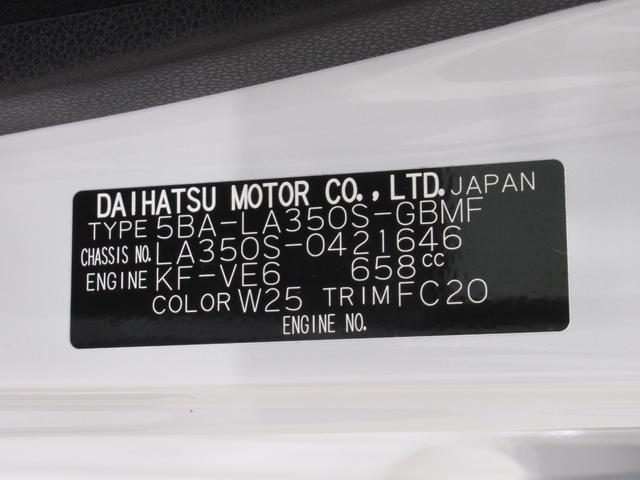 DAIHATSU MOTOR CO., LTD. JAPAN
TYPE 5BA-LA350S-GBMF
CHASSIS NO. LA350S-0421646
ENGINE KF-VE6 658cc
COLOR W25 TRIM FC20
ENGINE NO.